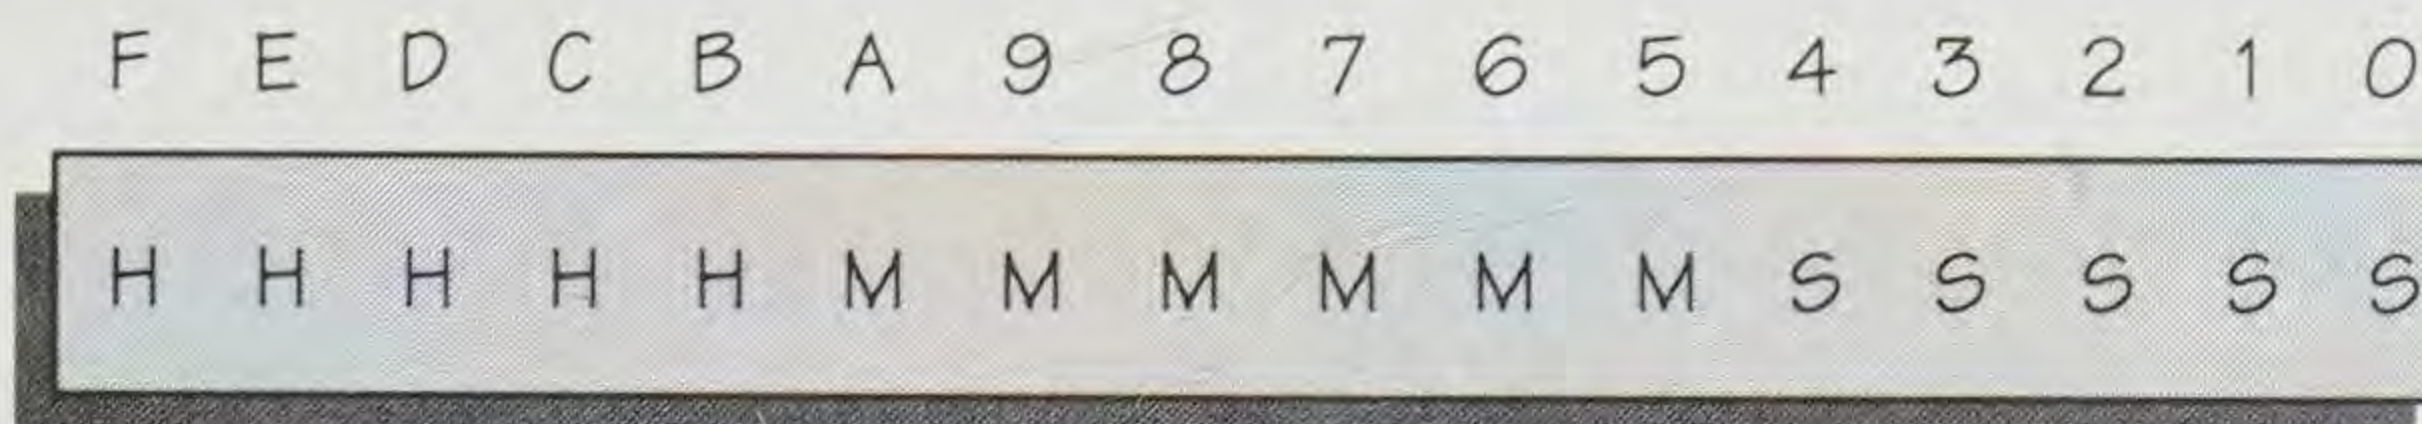 F E D C B A 9 8 7 6 5 4 3 2 1 0
H H H H H M M M M M M S S S S S